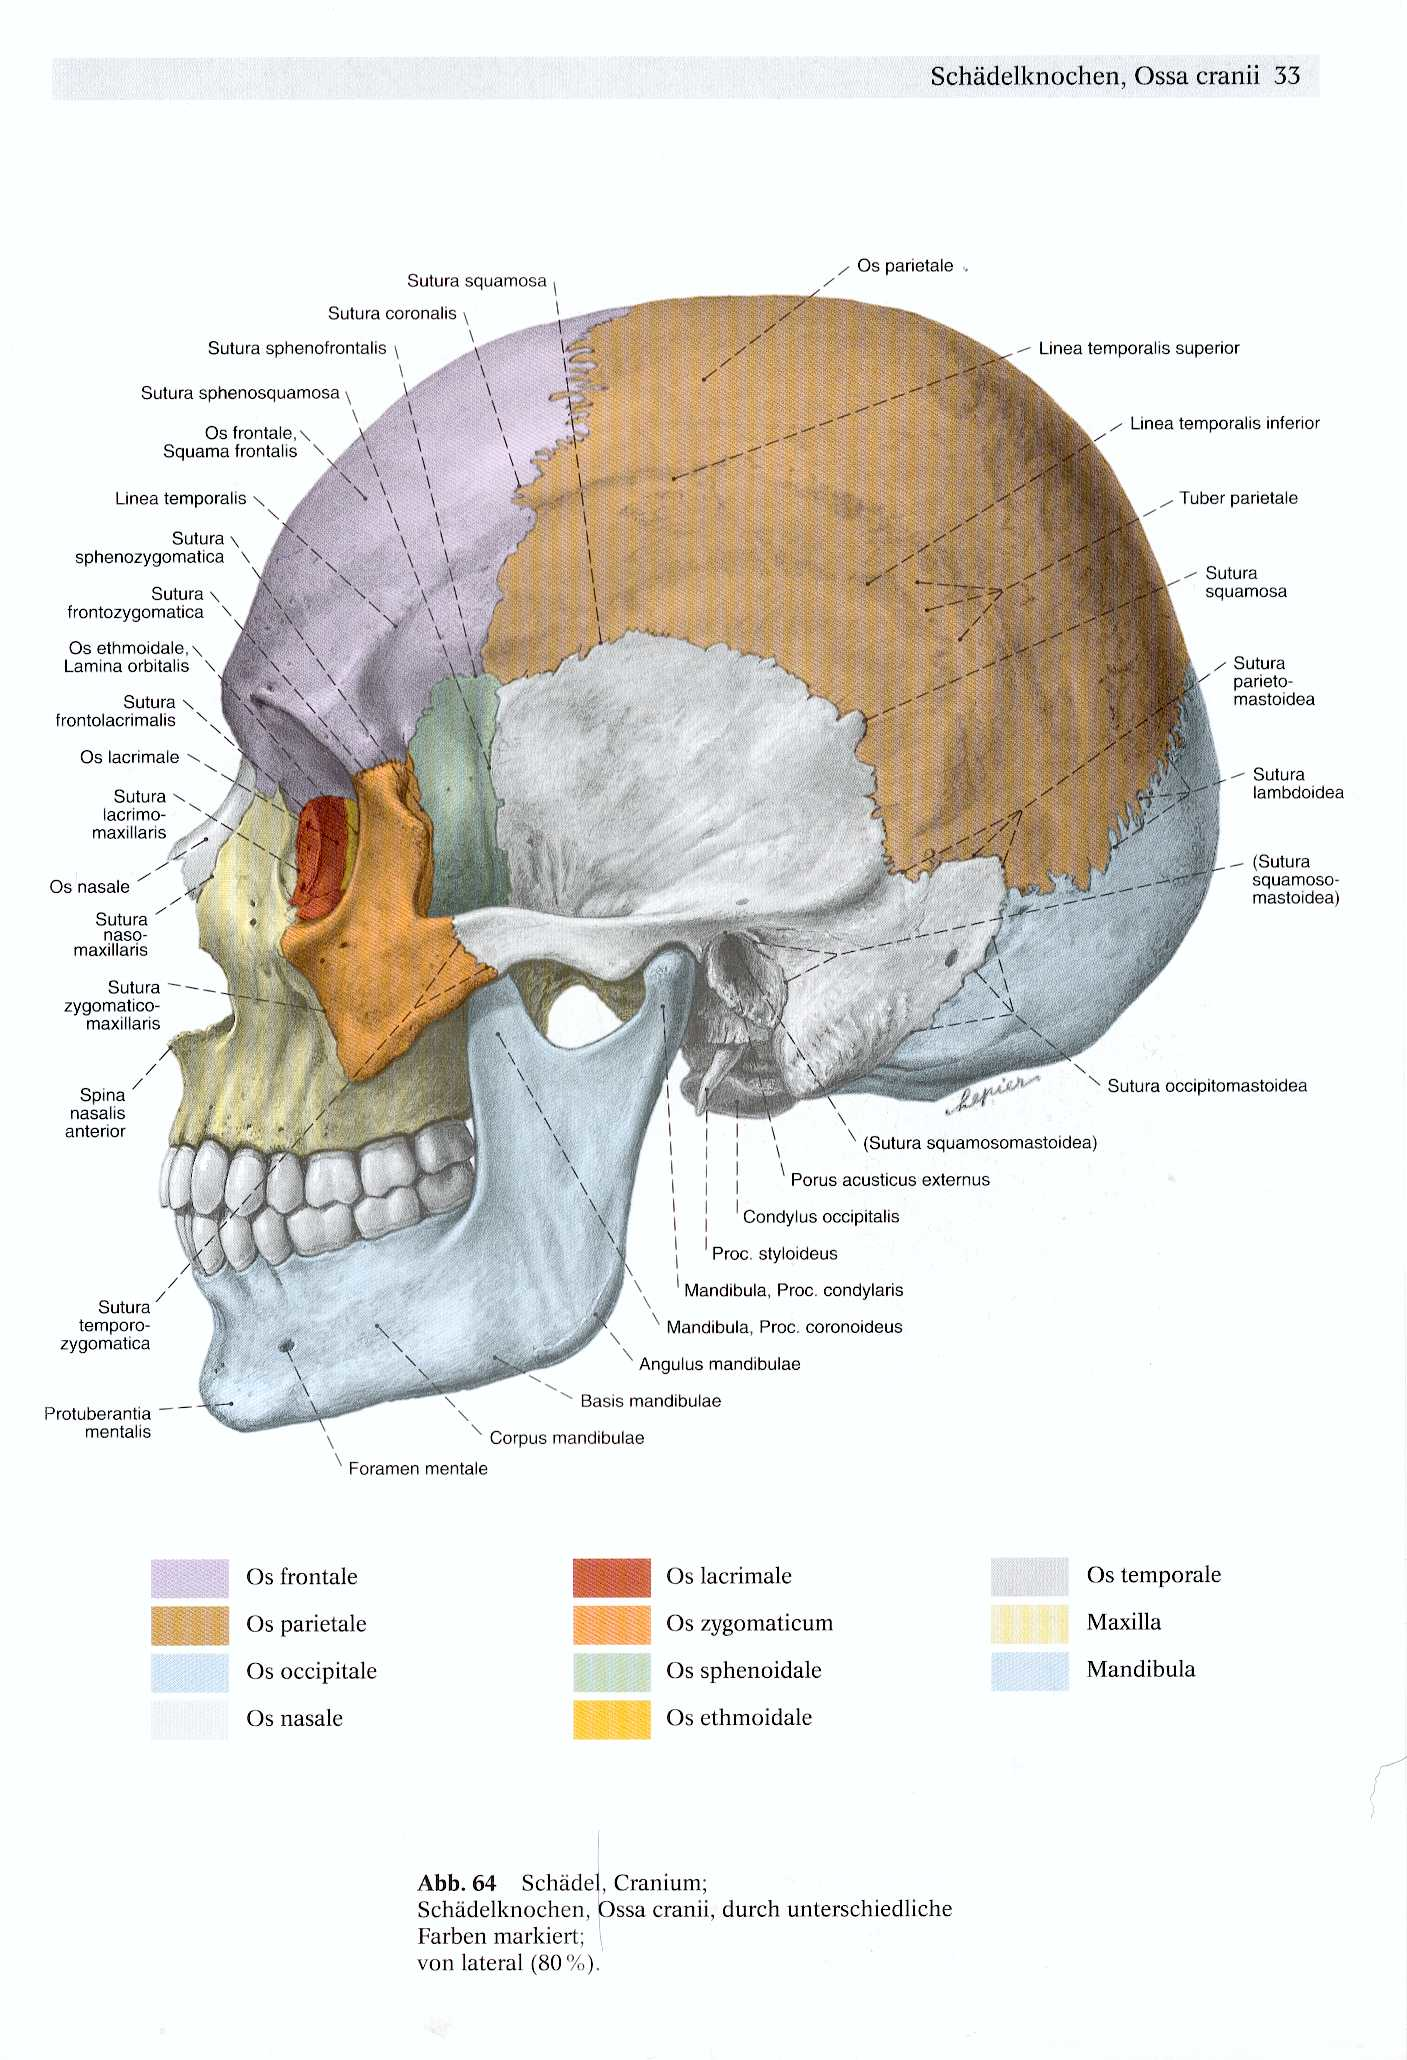 Schädelknochen, Ossa cranii 33
Os parietale
Sutura squamosa
Sutura coronalis
Sutura sphenofrontalis
Sutura sphenosquamosa
Os frontale,
Squama frontalis
Linea temporalis
Sutura
sphenozygomatica
Sutura
frontozygomatica
Os ethmoidale,
Lamina orbitalis
Sutura
frontolacrimalis
Os lacrimale
Sutura
lacrimo-
maxillaris
Os nasale
Sutura
naso-
maxillaris
Sutura
zygomatico-
maxillaris
Spina
nasalis
anterior
Sutura
temporo-
zygomatica
Protuberantia
mentalis
Linea temporalis superior
Linea temporalis inferior
Tuber parietale
Sutura
squamosa
Sutura
parieto-
mastoidea
Sutura
lambdoidea
(Sutura
squamoso-
mastoidea)
Sutura occipitomastoidea
(Sutura squamosomastoidea)
Porus acusticus externus
Condylus occipitalis
Proc. styloideus
Mandibula, Proc. condylaris
Mandibula, Proc. coronoideus
Angulus mandibulae
Basis mandibulae
Corpus mandibulae
Foramen mentale
Os frontale
Os parietale
Os occipitale
Os nasale
Os lacrimale
Os zygomaticum
Os sphenoidale
Os ethmoidale
Os temporale
Maxilla
Mandibula
Abb. 64 Schädel, Cranium;
Schädelknochen, Ossa cranii, durch unterschiedliche
Farben markiert;
von lateral (80 %).